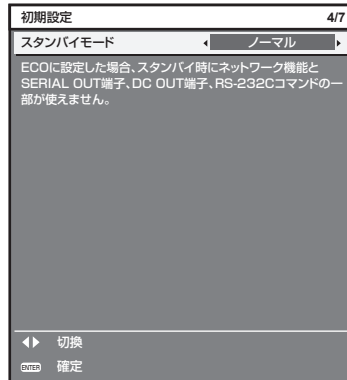 初期設定 4/7
スタンバイモード ノーマル
ECOに設定した場合、スタンバイ時にネットワーク機能と
SERIAL OUT端子、DC OUT端子、RS-232Cコマンドの一
部が使えません。
切換
ENTER 確定